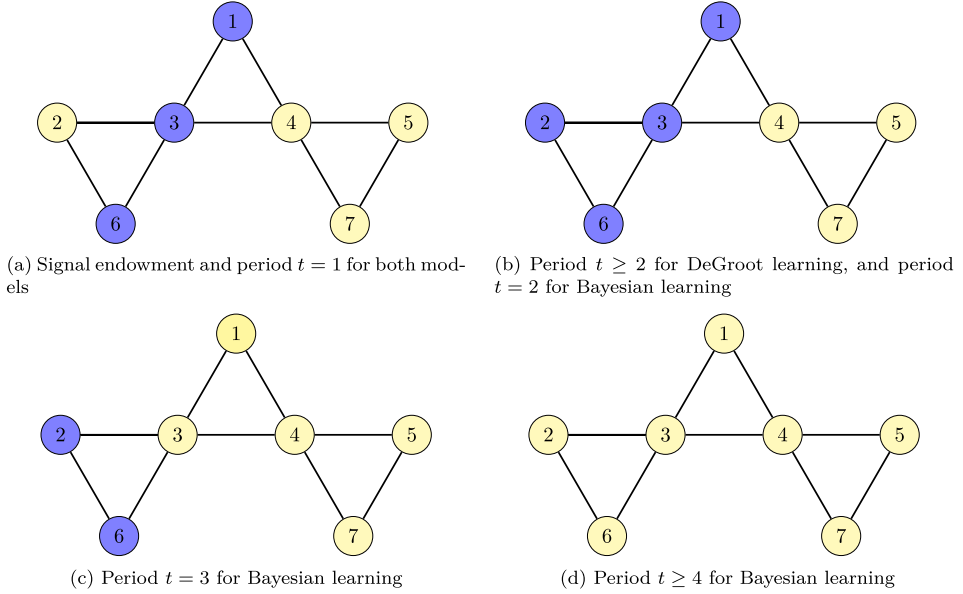 1
2 3 4 5
6 7
(a) Signal endowment and period t = 1 for both mod-
els
1
2 3 4 5
6 7
(b) Period t ≥ 2 for DeGroot learning, and period
t = 2 for Bayesian learning
1
2 3 4 5
6 7
(c) Period t = 3 for Bayesian learning
1
2 3 4 5
6 7
(d) Period t ≥ 4 for Bayesian learning